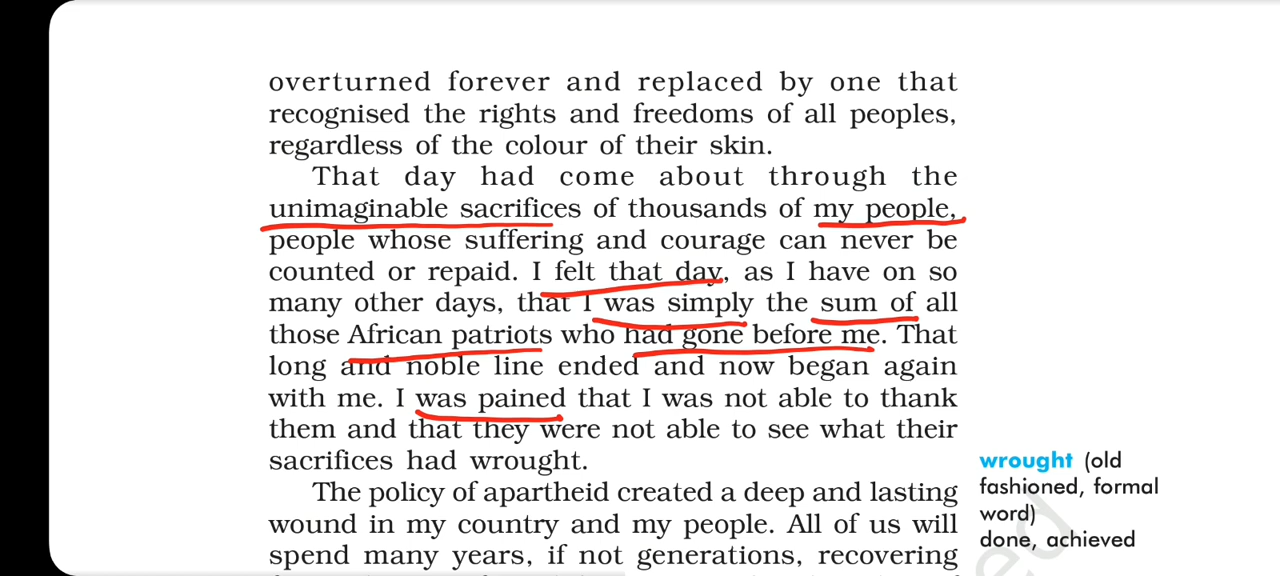 overturned forever and replaced by one that
recognised the rights and freedoms of all peoples,
regardless of the colour of their skin.
That day had come about through the
unimaginable sacrifices of thousands of my people,
people whose suffering and courage can never be
counted or repaid. I felt that day, as I have on so
many other days, that I was simply the sum of all
those African patriots who had gone before me. That
long and noble line ended and now began again
with me. I was pained that I was not able to thank
them and that they were not able to see what their
sacrifices had wrought.
The policy of apartheid created a deep and lasting
wound in my country and my people. All of us will
spend many years, if not generations, recovering
wrought (old
fashioned, formal
word)
done, achieved